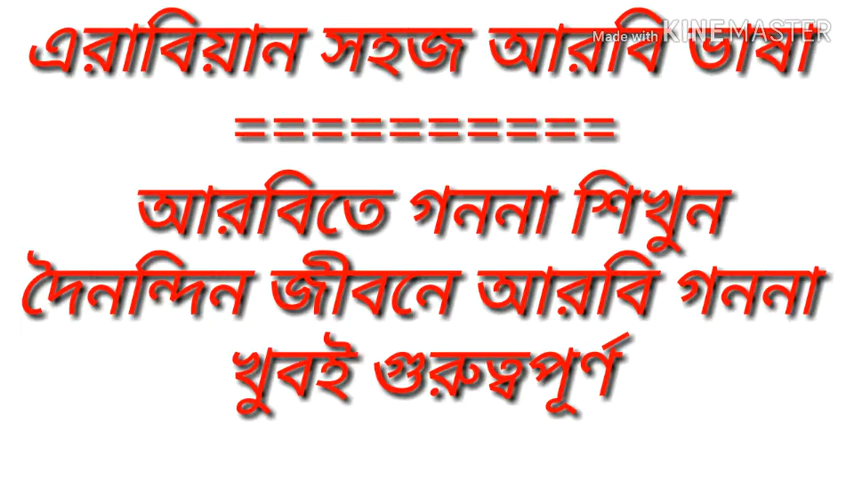 Made with KINEMASTER
এরাবিয়ান সহজ আরবি ভাষা
==========
আরবিতে গননা শিখুন
দৈনন্দিন জীবনে আরবি গননা
খুবই গুরুত্বপূর্ণ